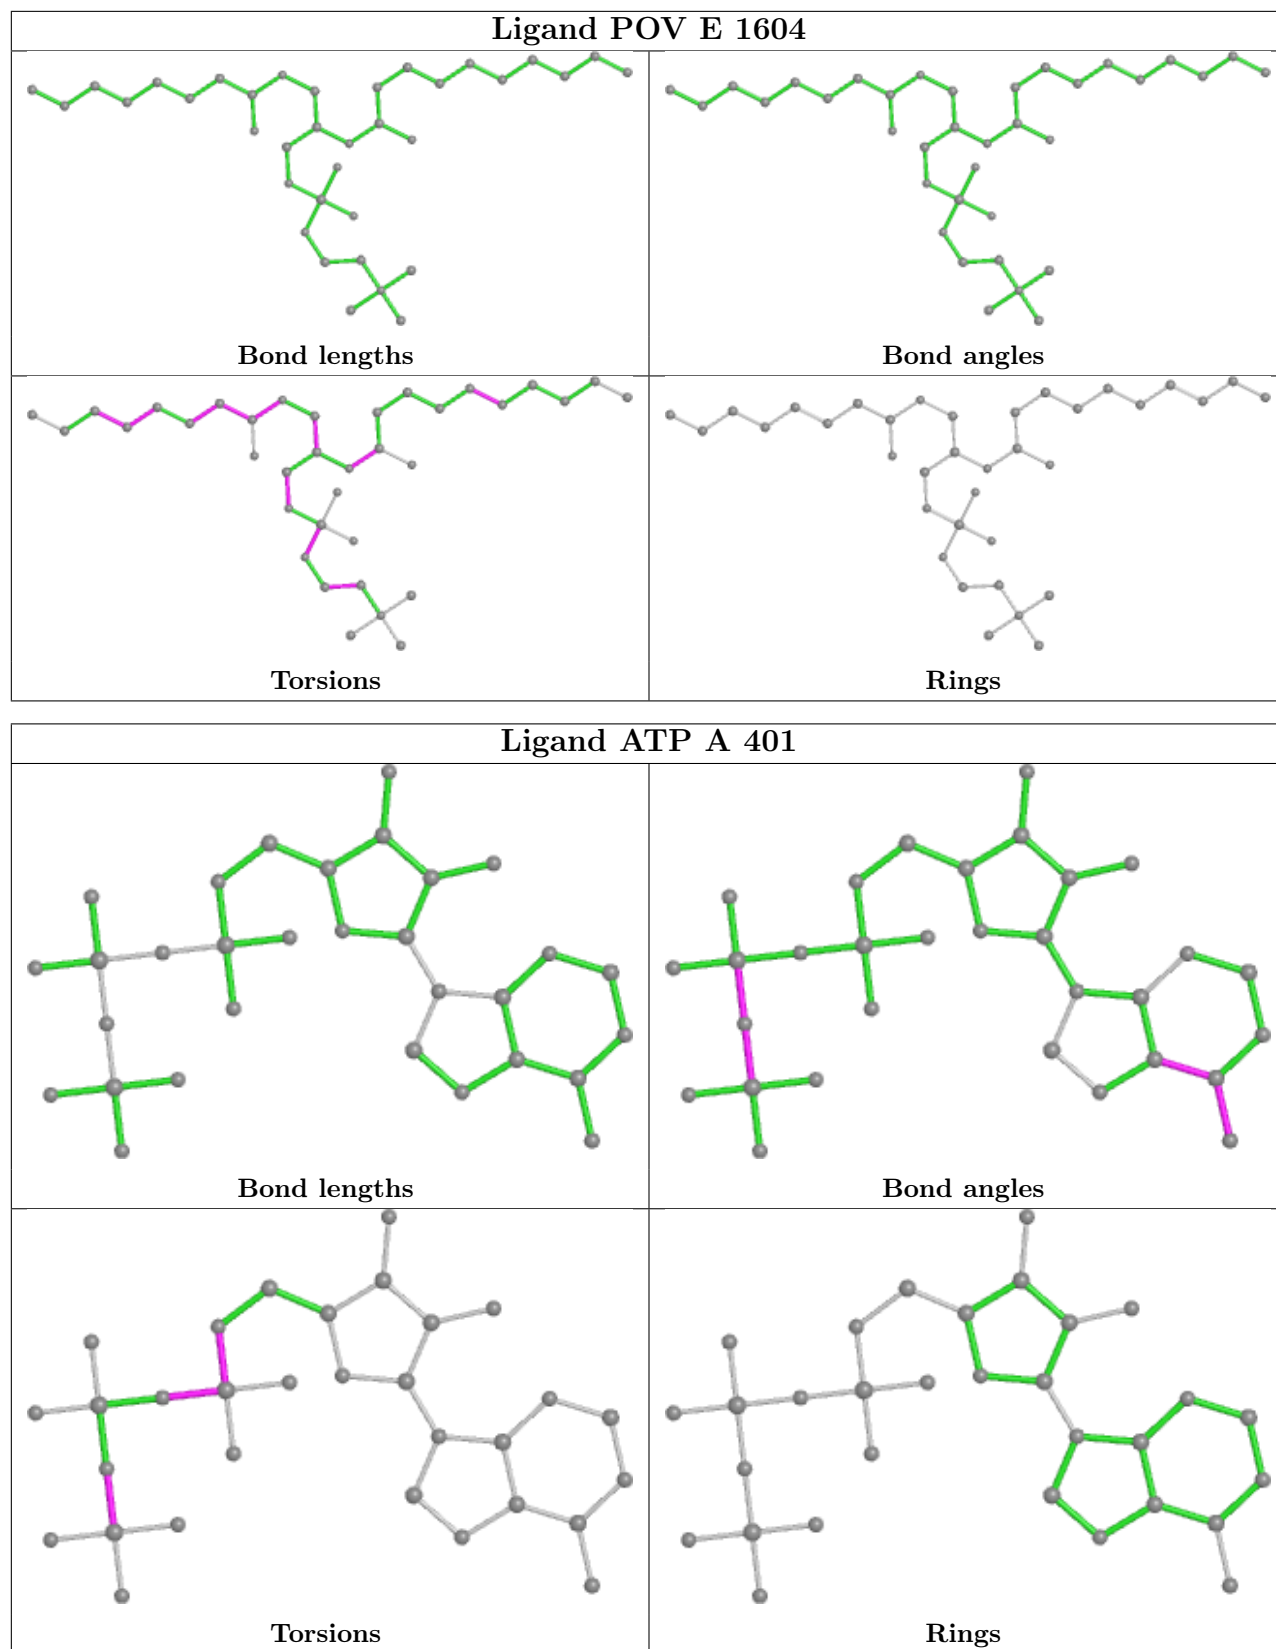 Ligand POV E 1604
Bond lengths
Bond angles
Torsions
Rings
Ligand ATP A 401
Bond lengths
Bond angles
Torsions
Rings